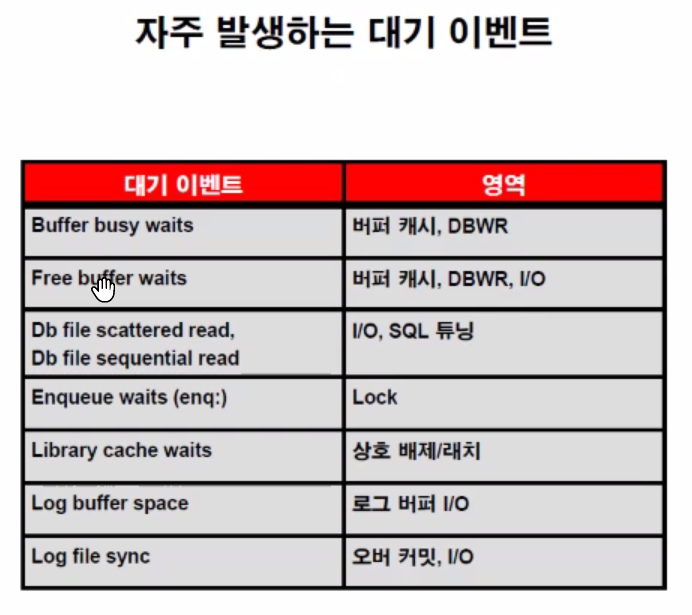 자주 발생하는 대기 이벤트
대기 이벤트 영역
Buffer busy waits 버퍼 캐시, DBWR
Free buffer waits 버퍼 캐시, DBWR, I/O
Db file scattered read, I/O, SQL 튜닝
Db file sequential read
Enqueue waits (enq:) Lock
Library cache waits 상호 배제/래치
Log buffer space 로그 버퍼 I/O
Log file sync 오버 커밋, I/O